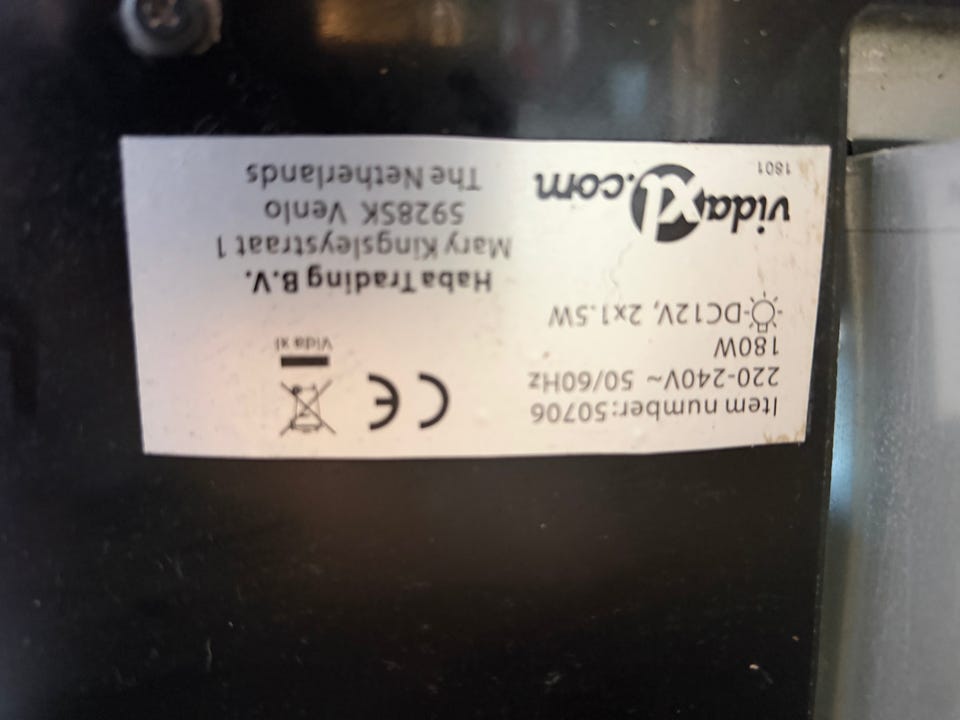 Item number:50706
220-240V~ 50/60Hz
180W
DC12V, 2x1.5W
CE
Vida xl
Haba Trading B.V.
Mary Kingsleystraat 1
5928SK Venlo
The Netherlands
vidaXL.com
1801